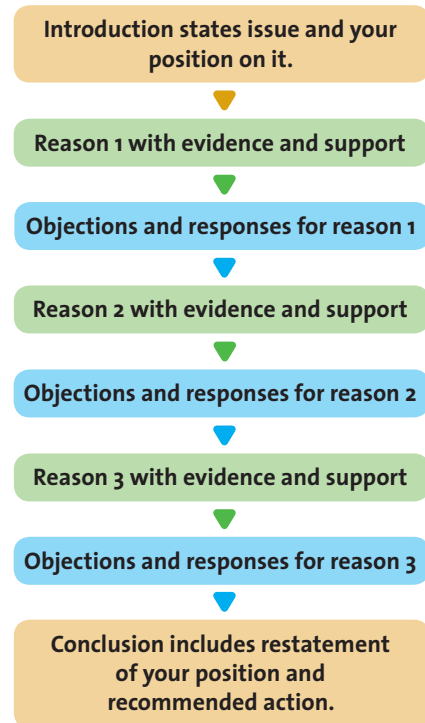 Introduction states issue and your
position on it.
Reason 1 with evidence and support
Objections and responses for reason 1
Reason 2 with evidence and support
Objections and responses for reason 2
Reason 3 with evidence and support
Objections and responses for reason 3
Conclusion includes restatement
of your position and
recommended action.